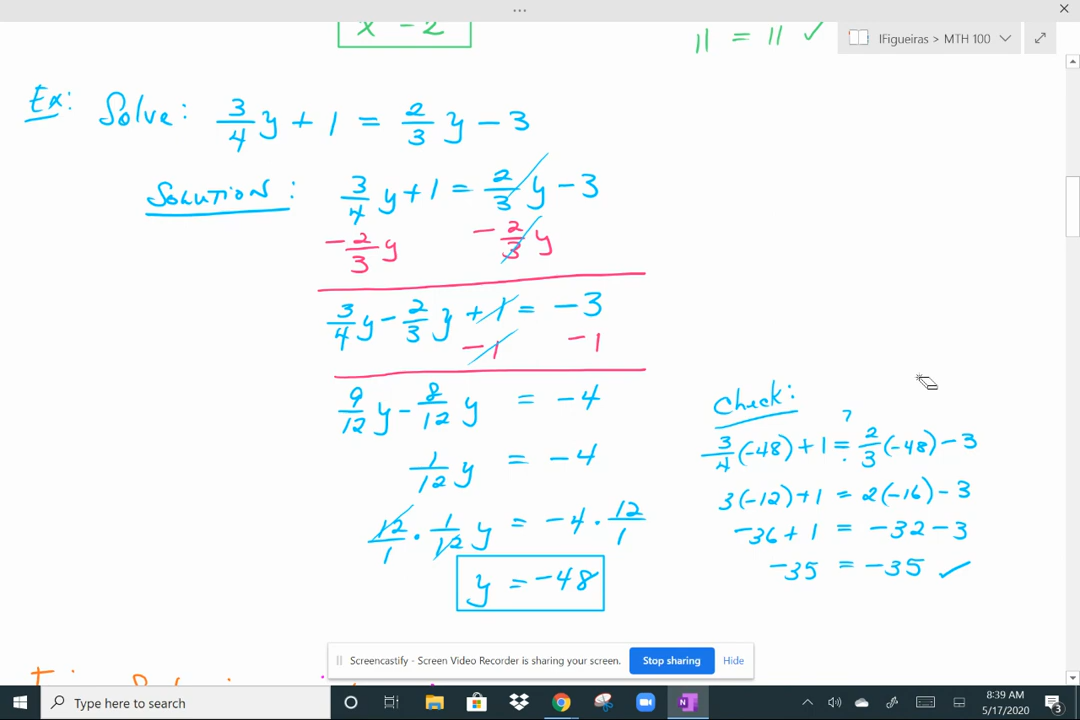 ...
x - 2
11 = 11 ✓
IFigueiras > MTH 100
Ex: Solve: 3/4 y + 1 = 2/3 y - 3
Solution: 3/4 y + 1 = 2/3 y - 3
- 2/3 y - 2/3 y
3/4 y - 2/3 y + 1 = - 3
- 1 - 1
9/12 y - 8/12 y = - 4
1/12 y = - 4
12/1 · 1/12 y = - 4 · 12/1
y = - 48
Check:
3/4 (-48) + 1 ≟ 2/3 (-48) - 3
3(-12) + 1 = 2(-16) - 3
-36 + 1 = -32 - 3
-35 = -35 ✓
Screencastify - Screen Video Recorder is sharing your screen.
Stop sharing
Hide
Type here to search
8:39 AM
5/17/2020
3